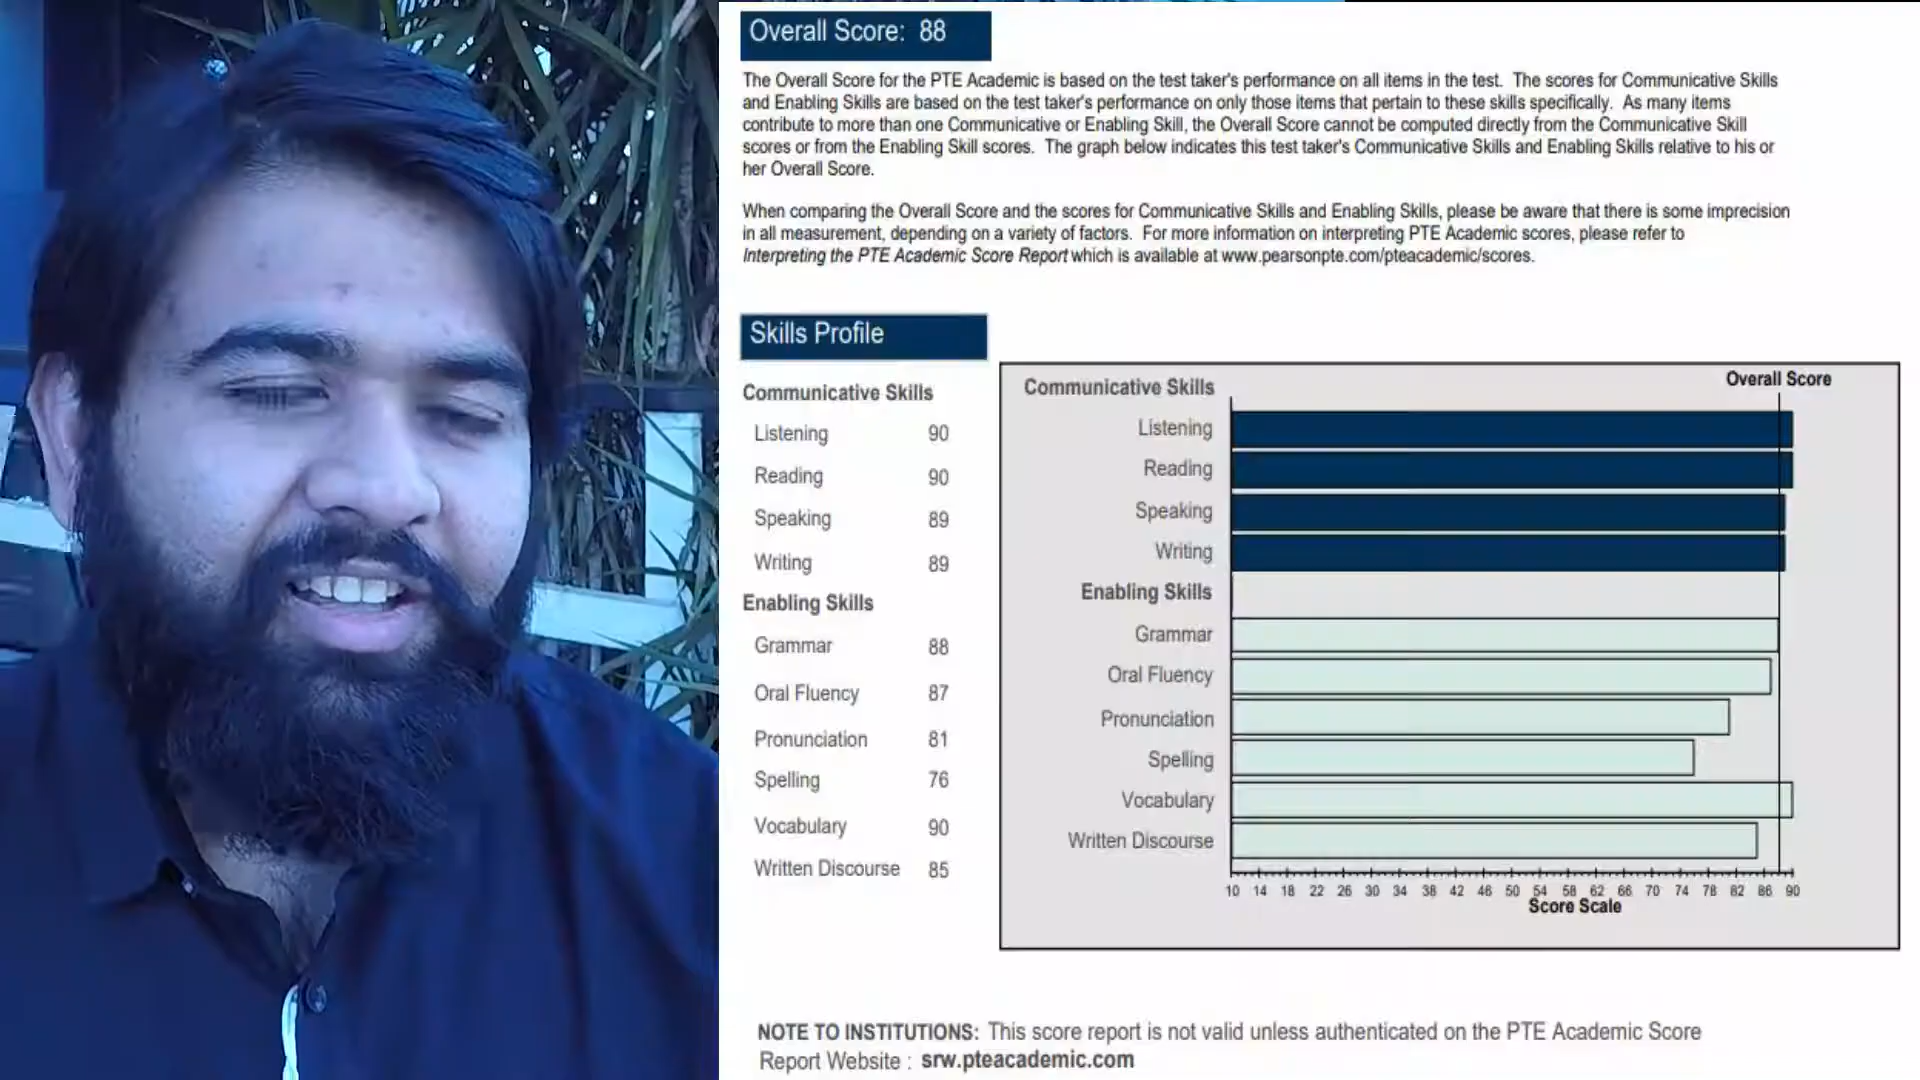 Overall Score: 88
The Overall Score for the PTE Academic is based on the test taker's performance on all items in the test. The scores for Communicative Skills
and Enabling Skills are based on the test taker's performance on only those items that pertain to these skills specifically. As many items
contribute to more than one Communicative or Enabling Skill, the Overall Score cannot be computed directly from the Communicative Skill
scores or from the Enabling Skill scores. The graph below indicates this test taker's Communicative Skills and Enabling Skills relative to his or
her Overall Score.
When comparing the Overall Score and the scores for Communicative Skills and Enabling Skills, please be aware that there is some imprecision
in all measurement, depending on a variety of factors. For more information on interpreting PTE Academic scores, please refer to
Interpreting the PTE Academic Score Report which is available at www.pearsonpte.com/pteacademic/scores.
Skills Profile
Communicative Skills
Listening 90
Reading 90
Speaking 89
Writing 89
Enabling Skills
Grammar 88
Oral Fluency 87
Pronunciation 81
Spelling 76
Vocabulary 90
Written Discourse 85
Communicative Skills
Overall Score
Listening
Reading
Speaking
Writing
Enabling Skills
Grammar
Oral Fluency
Pronunciation
Spelling
Vocabulary
Written Discourse
10 14 18 22 26 30 34 38 42 46 50 54 58 62 66 70 74 78 82 86 90
Score Scale
NOTE TO INSTITUTIONS: This score report is not valid unless authenticated on the PTE Academic Score
Report Website : srw.pteacademic.com